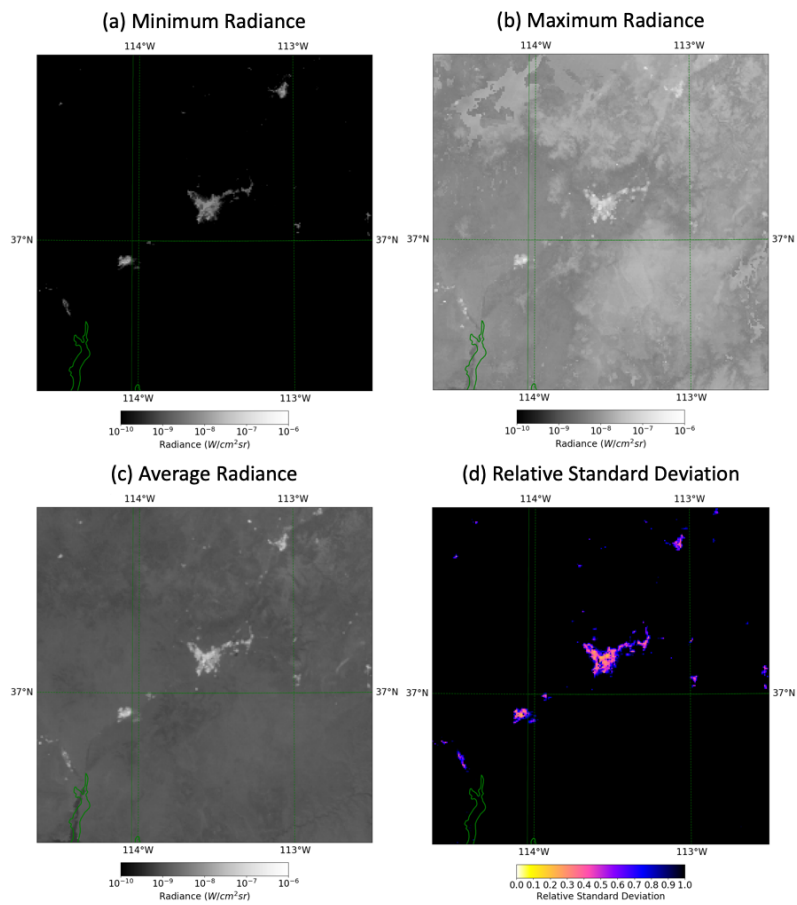 (a) Minimum Radiance
(b) Maximum Radiance
114°W 113°W
114°W 113°W
37°N 37°N
37°N 37°N
114°W 113°W
114°W 113°W
10⁻¹⁰ 10⁻⁹ 10⁻⁸ 10⁻⁷ 10⁻⁶
Radiance (W/cm²sr)
10⁻¹⁰ 10⁻⁹ 10⁻⁸ 10⁻⁷ 10⁻⁶
Radiance (W/cm²sr)
(c) Average Radiance
(d) Relative Standard Deviation
114°W 113°W
114°W 113°W
37°N 37°N
37°N 37°N
114°W 113°W
114°W 113°W
10⁻¹⁰ 10⁻⁹ 10⁻⁸ 10⁻⁷ 10⁻⁶
Radiance (W/cm²sr)
0.0 0.1 0.2 0.3 0.4 0.5 0.6 0.7 0.8 0.9 1.0
Relative Standard Deviation